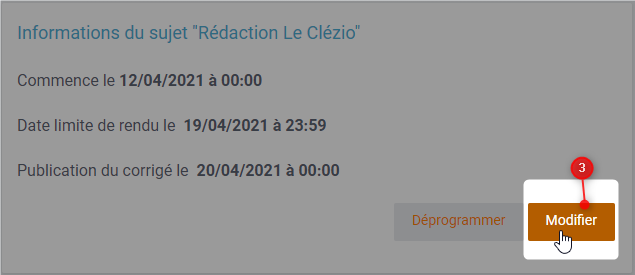 Informations du sujet "Rédaction Le Clézio"
Commence le 12/04/2021 à 00:00
Date limite de rendu le 19/04/2021 à 23:59
Publication du corrigé le 20/04/2021 à 00:00
3
Déprogrammer Modifier